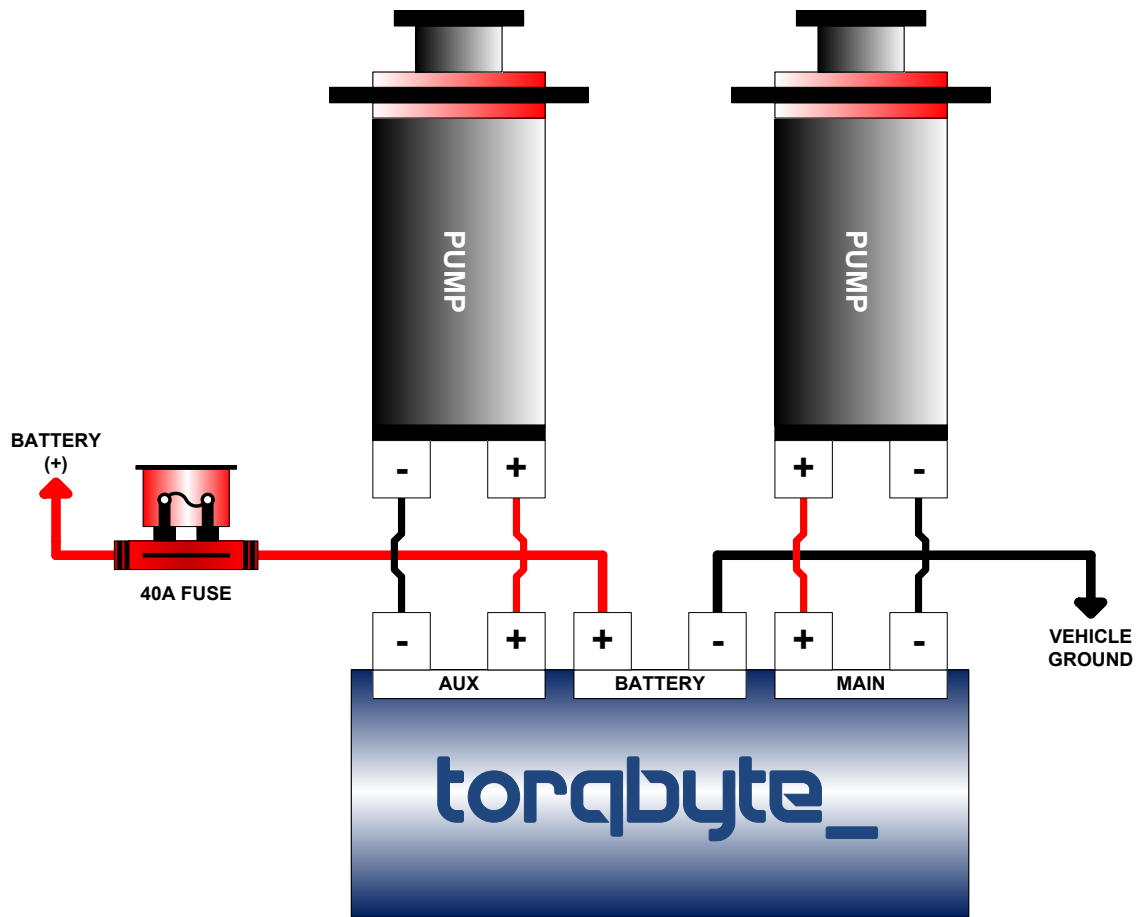 PUMP
PUMP
BATTERY
(+)
- +
+ -
40A FUSE
- + + - + -
VEHICLE
GROUND
AUX
BATTERY
MAIN
torqbyte_